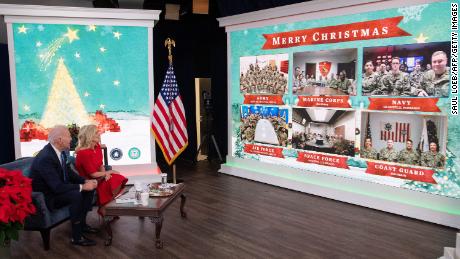 MERRY CHRISTMAS
ARMY
MARINE CORPS
NAVY
AIR FORCE
SPACE FORCE
COAST GUARD
SAUL LOEB/AFP/GETTY IMAGES